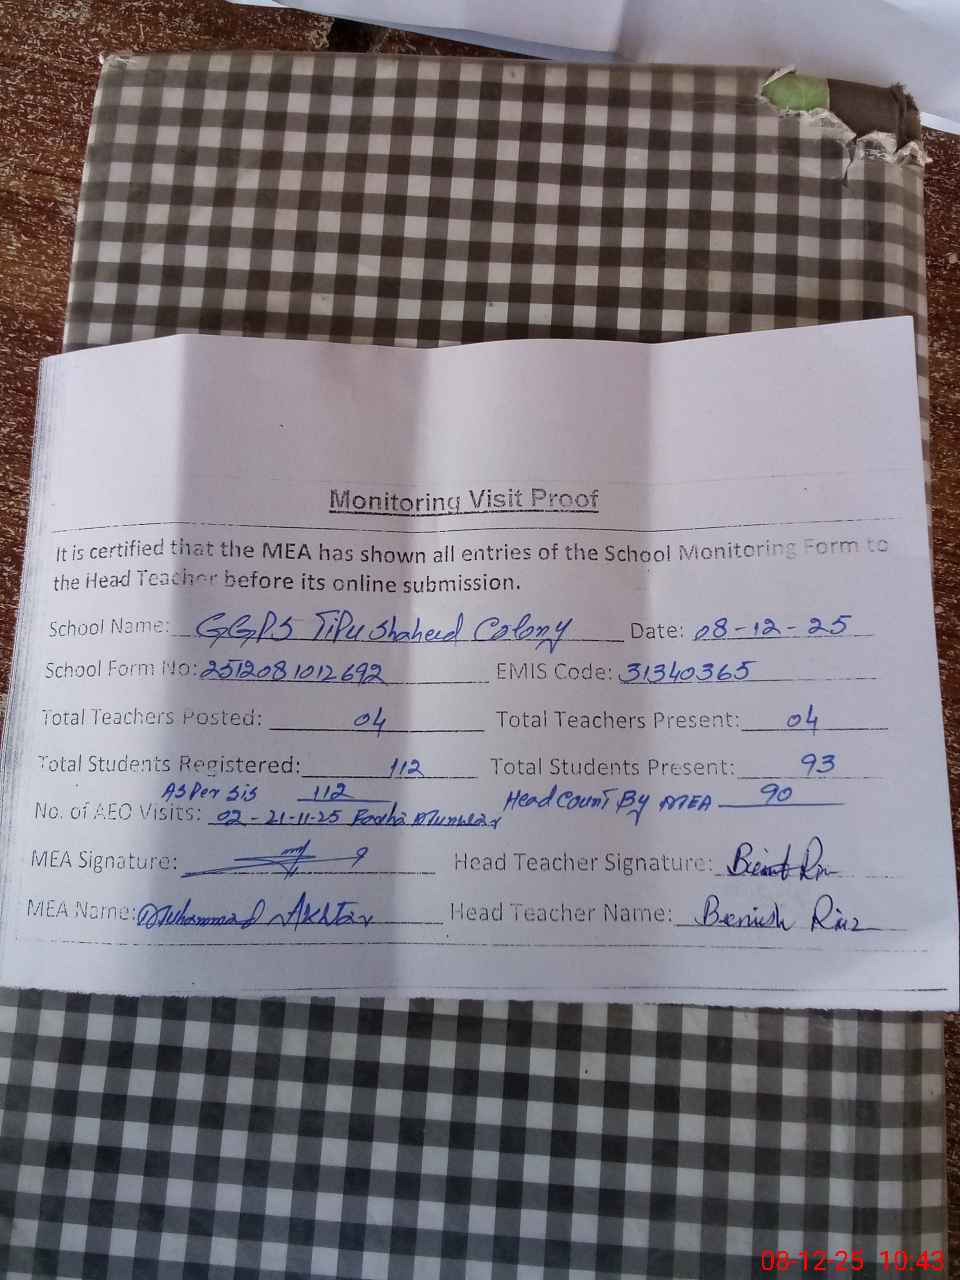 Monitoring Visit Proof
It is certified that the MEA has shown all entries of the School Monitoring Form to
the Head Teacher before its online submission.
School Name: GGPS Tipu Shaheed Colony Date: 08-12-25
School Form No: 251208 1012692 EMIS Code: 31340365
Total Teachers Posted: 04 Total Teachers Present: 04
Total Students Registered: 112 Total Students Present: 93
As Per Sis 112 Head Count By MEA 90
No. of AEO Visits: 02 - 21-11-25
MEA Signature: Head Teacher Signature:
MEA Name: Muhammad Akhtar Head Teacher Name: Benish Riaz
08-12-25 10:43